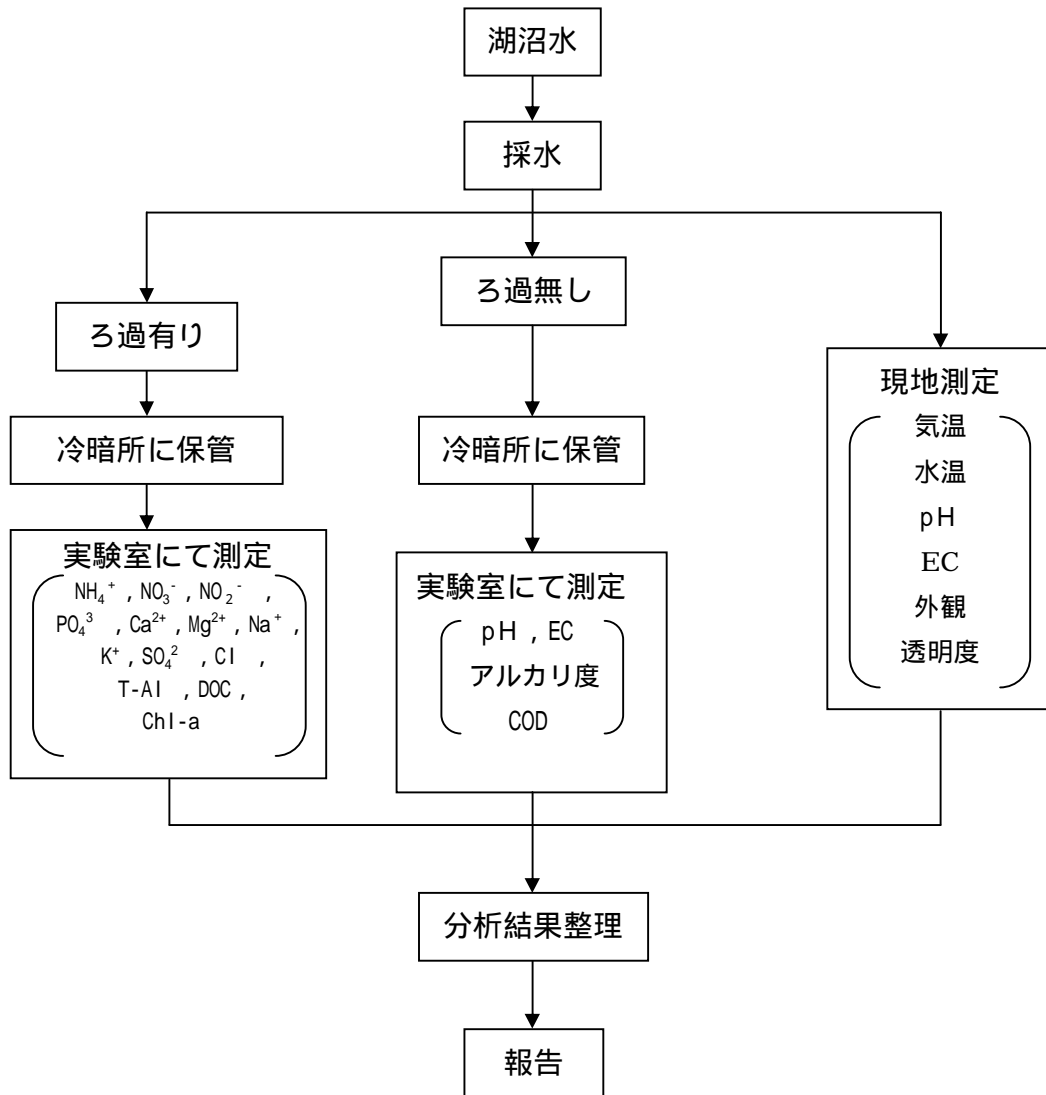 湖沼水
採水
ろ過有り
冷暗所に保管
実験室にて測定
NH₄⁺ , NO₃⁻ , NO₂⁻ ,
PO₄³ , Ca²⁺ , Mg²⁺ , Na⁺ ,
K⁺ , SO₄² , Cl ,
T-Al , DOC ,
Chl-a
ろ過無し
冷暗所に保管
実験室にて測定
pH , EC
アルカリ度
COD
現地測定
気温
水温
pH
EC
外観
透明度
分析結果整理
報告